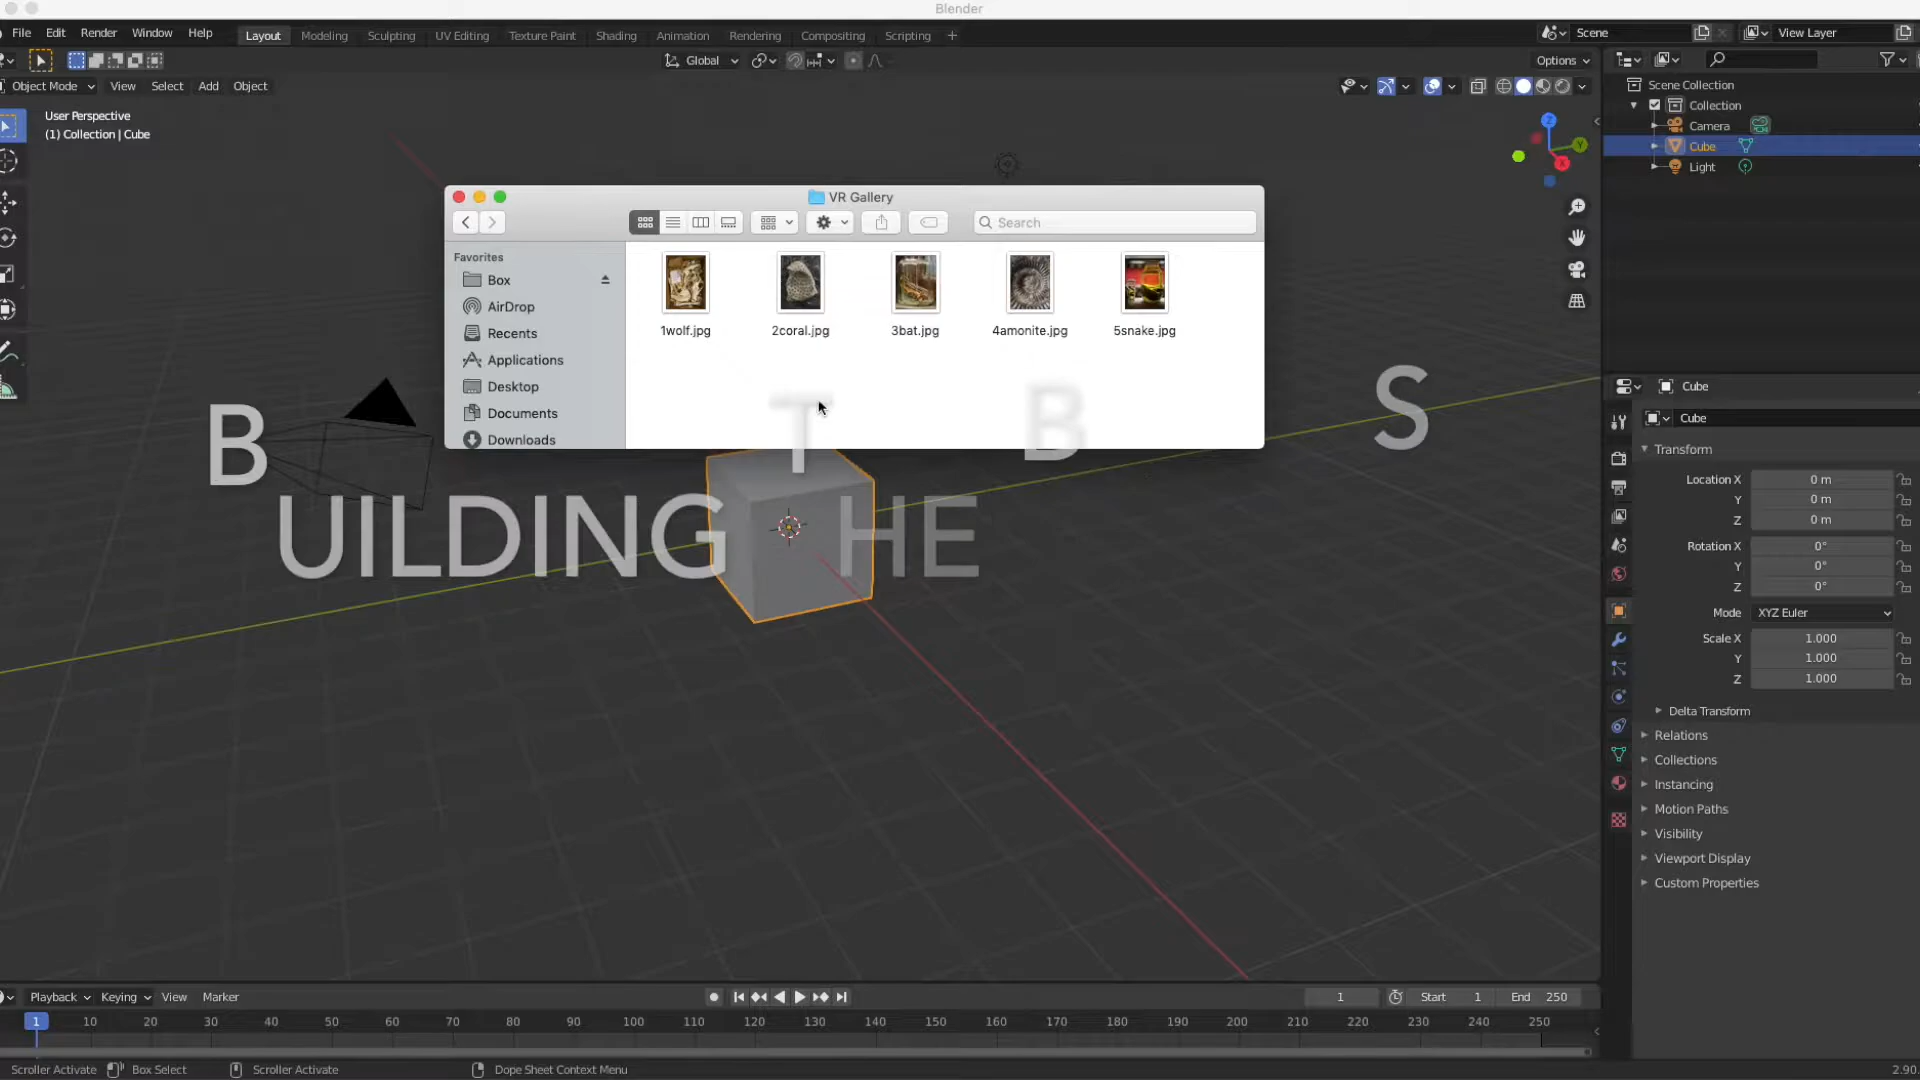 Blender
File Edit Render Window Help Layout Modeling Sculpting UV Editing Texture Paint Shading Animation Rendering Compositing Scripting + Scene View Layer
Global Options
Object Mode View Select Add Object
User Perspective
(1) Collection | Cube
Z
Y
X
Scene Collection
Collection
Camera
Cube
Light
VR Gallery
Search
Favorites
Box
AirDrop
Recents
Applications
Desktop
Documents
Downloads
1wolf.jpg 2coral.jpg 3bat.jpg 4amonite.jpg 5snake.jpg
B T B S
UILDING HE
Cube
Cube
Transform
Location X 0 m
Y 0 m
Z 0 m
Rotation X 0°
Y 0°
Z 0°
Mode XYZ Euler
Scale X 1.000
Y 1.000
Z 1.000
Delta Transform
Relations
Collections
Instancing
Motion Paths
Visibility
Viewport Display
Custom Properties
Playback Keying View Marker 1 Start 1 End 250
1 10 20 30 40 50 60 70 80 90 100 110 120 130 140 150 160 170 180 190 200 210 220 230 240 250
Scroller Activate Box Select Scroller Activate Dope Sheet Context Menu 2.90.